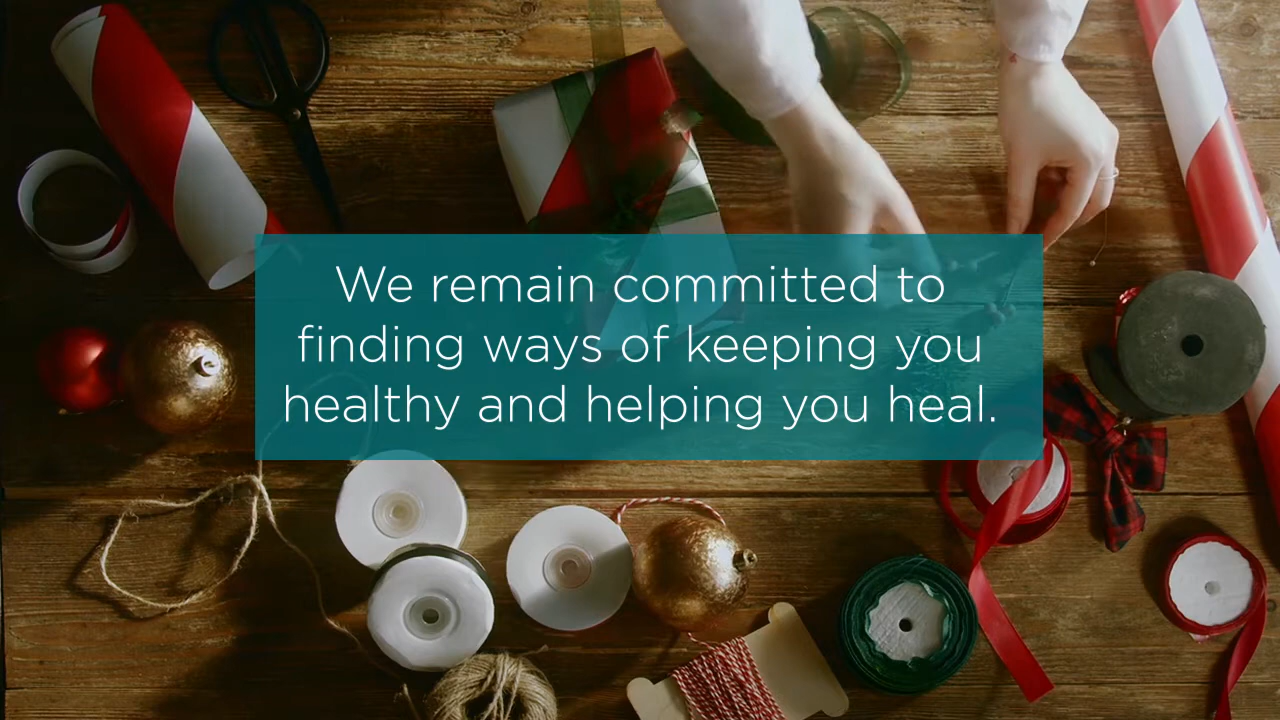 We remain committed to
finding ways of keeping you
healthy and helping you heal.